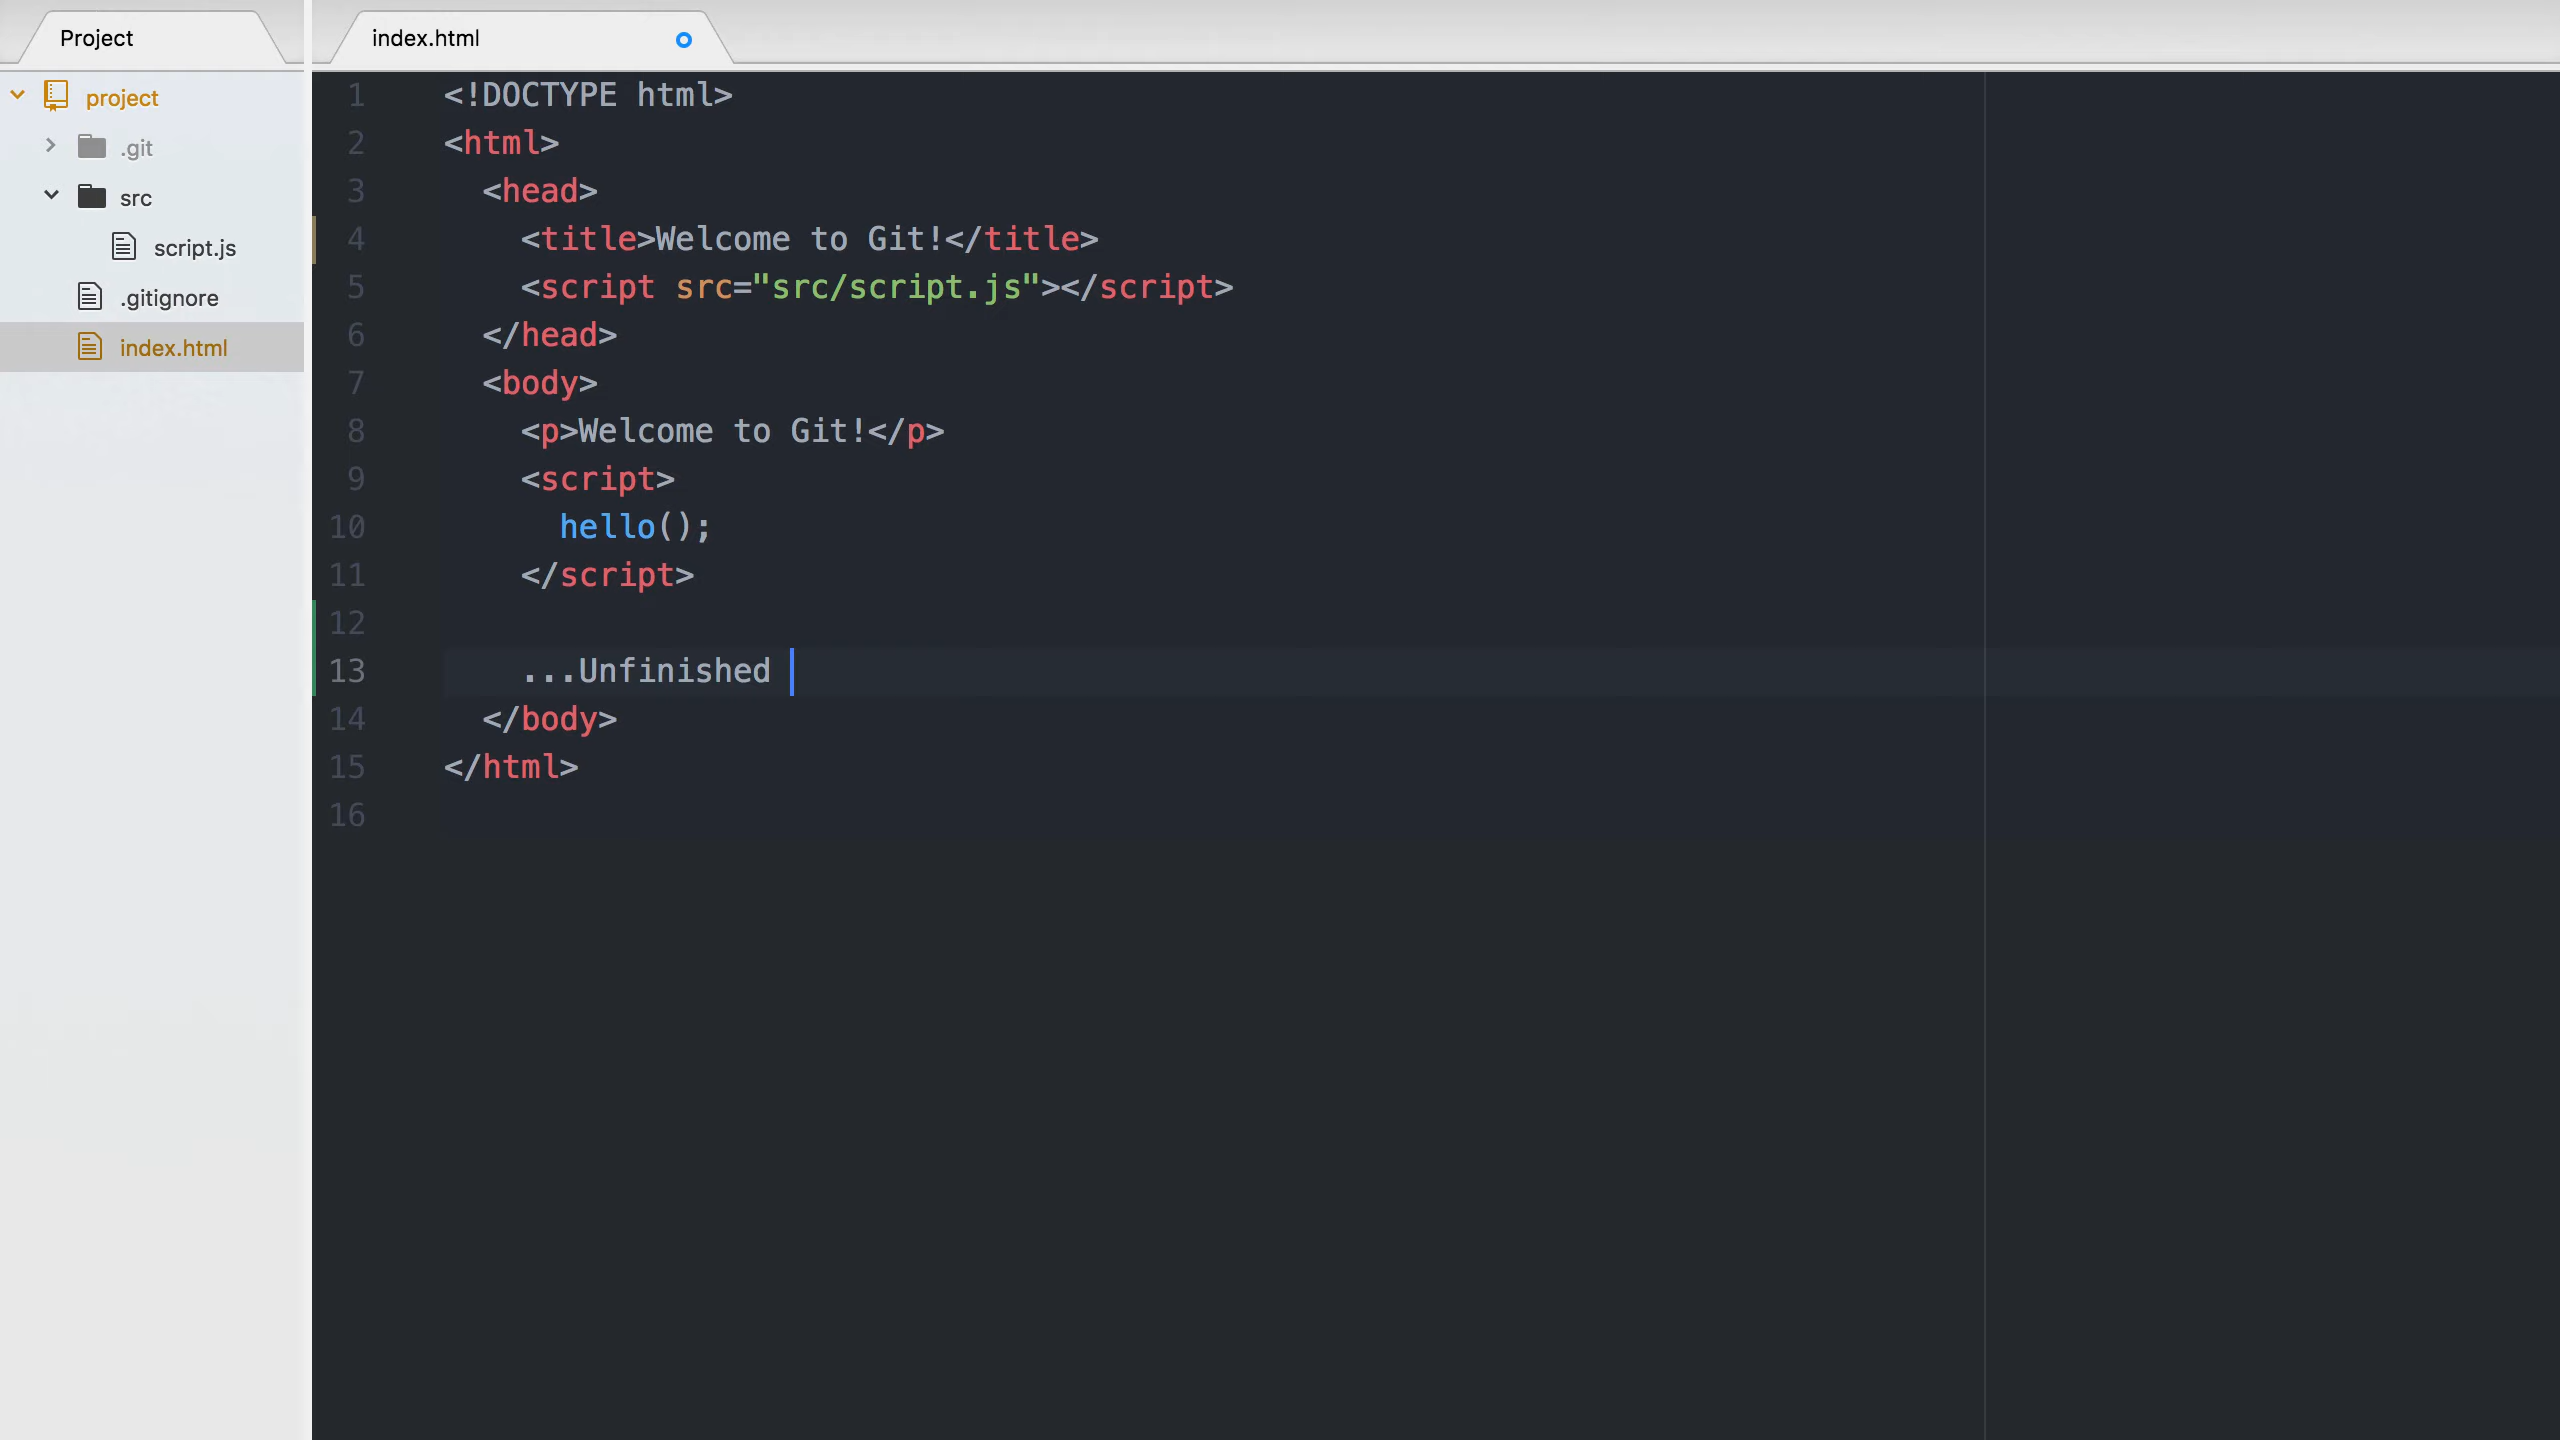 Project
index.html
project
.git
src
script.js
.gitignore
index.html
1 <!DOCTYPE html>
2 <html>
3 <head>
4 <title>Welcome to Git!</title>
5 <script src="src/script.js"></script>
6 </head>
7 <body>
8 <p>Welcome to Git!</p>
9 <script>
10 hello();
11 </script>
12
13 ...Unfinished
14 </body>
15 </html>
16